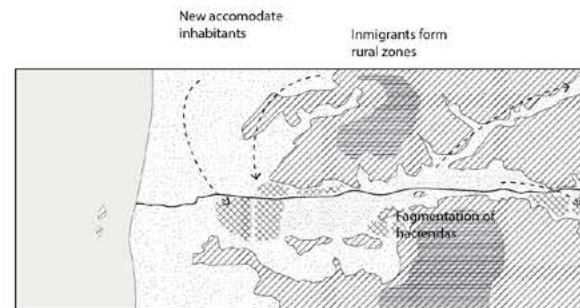 New accomodate
inhabitants
Inmigrants form
rural zones
Fagmentation of
haciendas